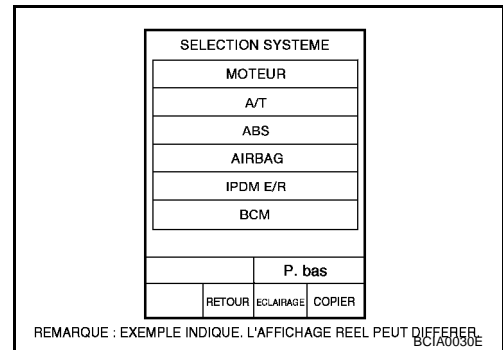 SELECTION SYSTEME
MOTEUR
A/T
ABS
AIRBAG
IPDM E/R
BCM
P. bas
RETOUR ECLAIRAGE COPIER
REMARQUE : EXEMPLE INDIQUE. L'AFFICHAGE REEL PEUT DIFFERER.
BCIA0030E